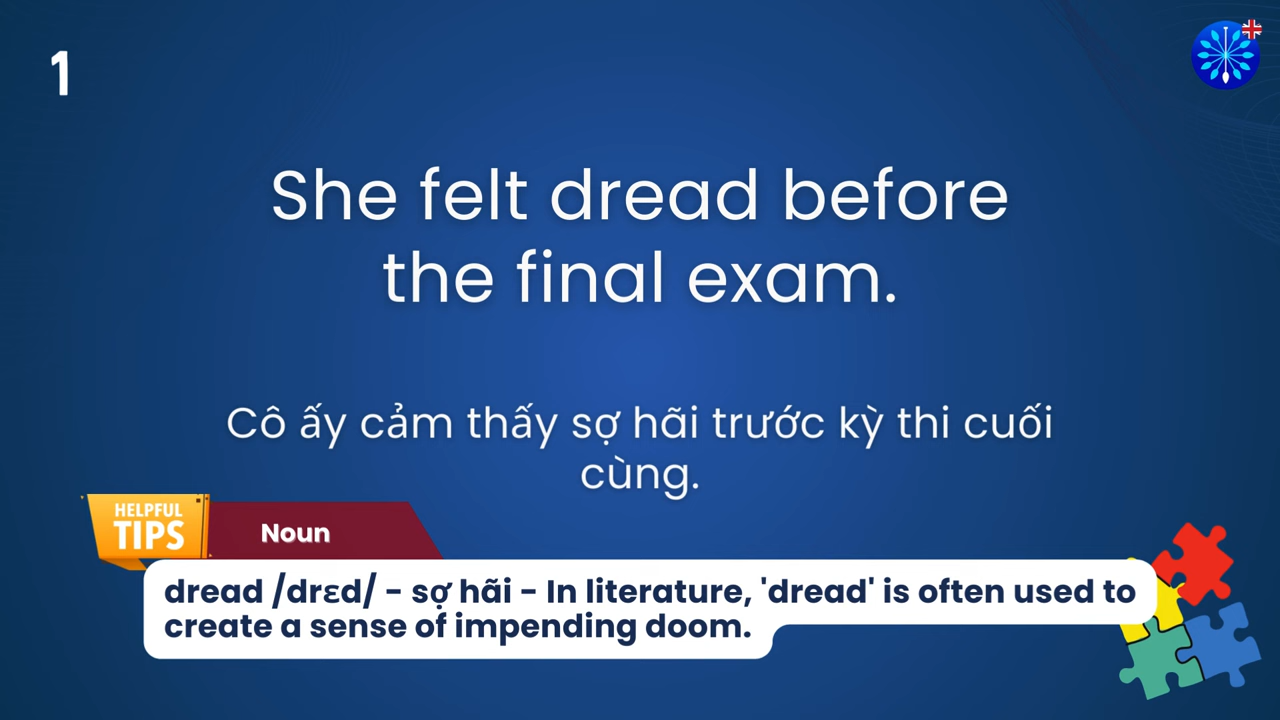 1
She felt dread before
the final exam.
Cô ấy cảm thấy sợ hãi trước kỳ thi cuối
cùng.
HELPFUL
TIPS
Noun
dread /drɛd/ - sợ hãi - In literature, 'dread' is often used to
create a sense of impending doom.